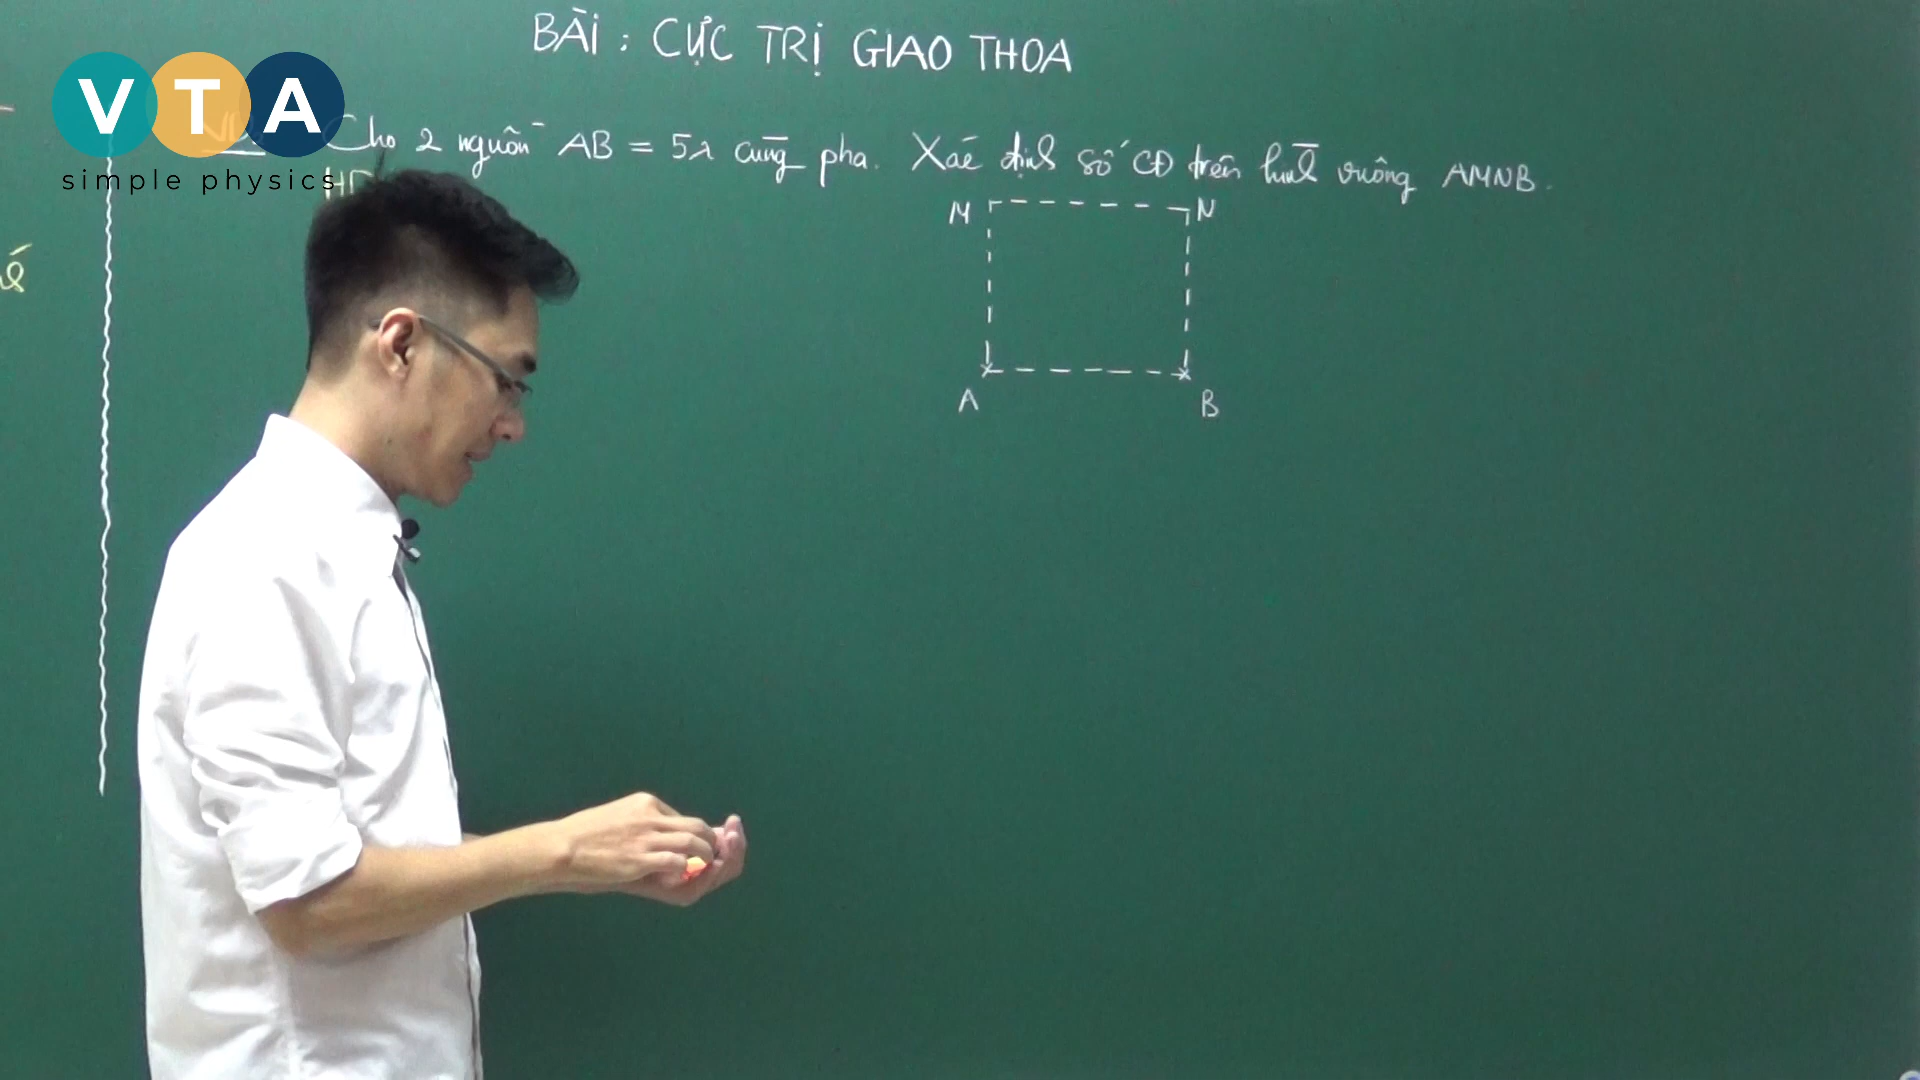 BÀI : CỰC TRỊ GIAO THOA
VTA
simple physics
Cho 2 nguồn AB = 5λ cùng pha. Xác định số CĐ trên hình vuông AMNB.
HD
M N
A B